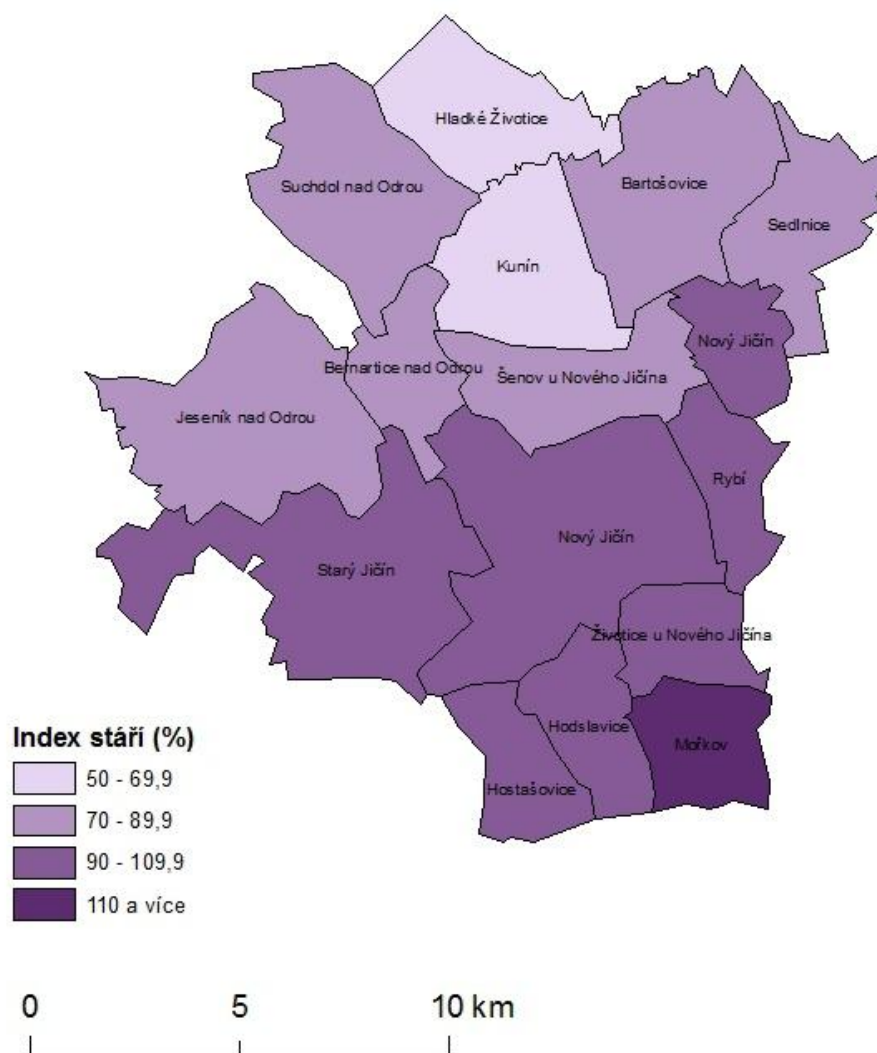 Hladké Životice
Suchdol nad Odrou
Bartošovice
Sedlnice
Kunín
Nový Jičín
Bernartice nad Odrou
Šenov u Nového Jičína
Jeseník nad Odrou
Rybí
Nový Jičín
Starý Jičín
Životice u Nového Jičína
Hodslavice
Mořkov
Hostašovice
Index stáří (%)
50 - 69,9
70 - 89,9
90 - 109,9
110 a více
0 5 10 km